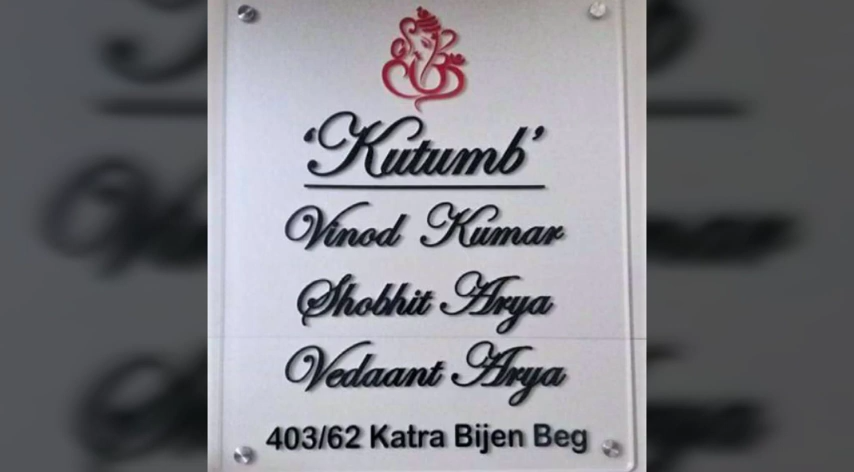 'Kutumb'
Vinod Kumar
Shobhit Arya
Vedaant Arya
403/62 Katra Bijen Beg